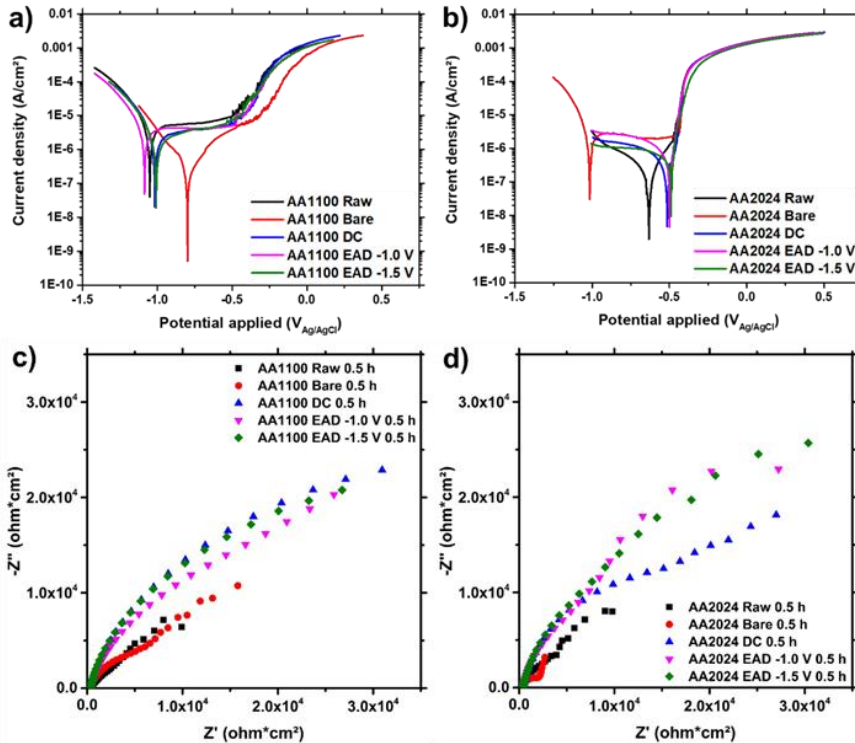 a)
0.01
0.001
1E-4
1E-5
1E-6
1E-7
1E-8
1E-9
1E-10
Current density (A/cm²)
AA1100 Raw
AA1100 Bare
AA1100 DC
AA1100 EAD -1.0 V
AA1100 EAD -1.5 V
-1.5 -1.0 -0.5 0.0 0.5
Potential applied (V_Ag/AgCl)
b)
0.01
0.001
1E-4
1E-5
1E-6
1E-7
1E-8
1E-9
1E-10
Current density (A/cm²)
AA2024 Raw
AA2024 Bare
AA2024 DC
AA2024 EAD -1.0 V
AA2024 EAD -1.5 V
-1.5 -1.0 -0.5 0.0 0.5
Potential applied (V_Ag/AgCl)
c)
3.0x10⁴
2.0x10⁴
1.0x10⁴
0.0
-Z'' (ohm*cm²)
AA1100 Raw 0.5 h
AA1100 Bare 0.5 h
AA1100 DC 0.5 h
AA1100 EAD -1.0 V 0.5 h
AA1100 EAD -1.5 V 0.5 h
0.0 1.0x10⁴ 2.0x10⁴ 3.0x10⁴
Z' (ohm*cm²)
d)
3.0x10⁴
2.0x10⁴
1.0x10⁴
0.0
-Z'' (ohm*cm²)
AA2024 Raw 0.5 h
AA2024 Bare 0.5 h
AA2024 DC 0.5 h
AA2024 EAD -1.0 V 0.5 h
AA2024 EAD -1.5 V 0.5 h
0.0 1.0x10⁴ 2.0x10⁴ 3.0x10⁴
Z' (ohm*cm²)